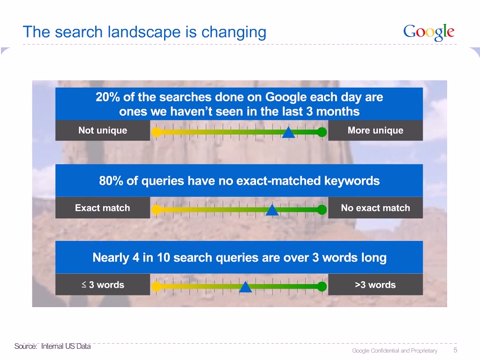 The search landscape is changing
Google
20% of the searches done on Google each day are
ones we haven't seen in the last 3 months
Not unique
More unique
80% of queries have no exact-matched keywords
Exact match
No exact match
Nearly 4 in 10 search queries are over 3 words long
≤ 3 words
>3 words
Source: Internal US Data
Google Confidential and Proprietary
5